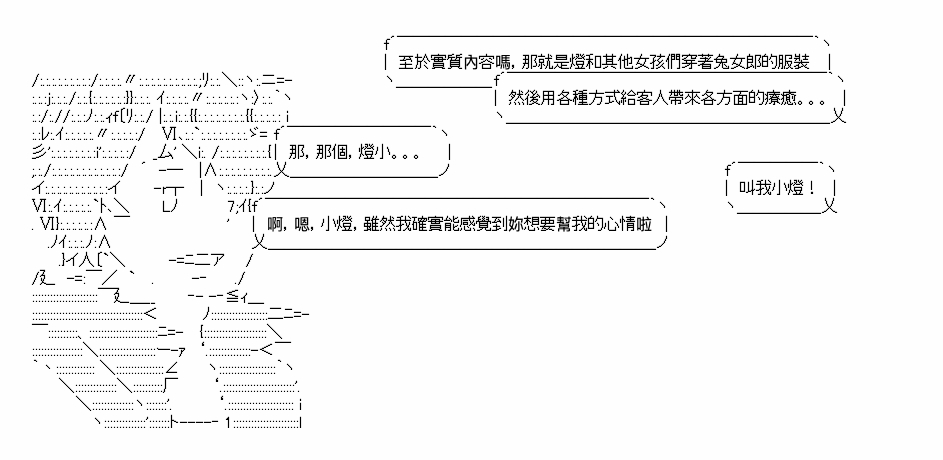 至於實質內容嗎，那就是燈和其他女孩們穿著兔女郎的服裝
然後用各種方式給客人帶來各方面的療癒。。。
那，那個，燈小。。。
叫我小燈！
啊，嗯，小燈，雖然我確實能感覺到妳想要幫我的心情啦